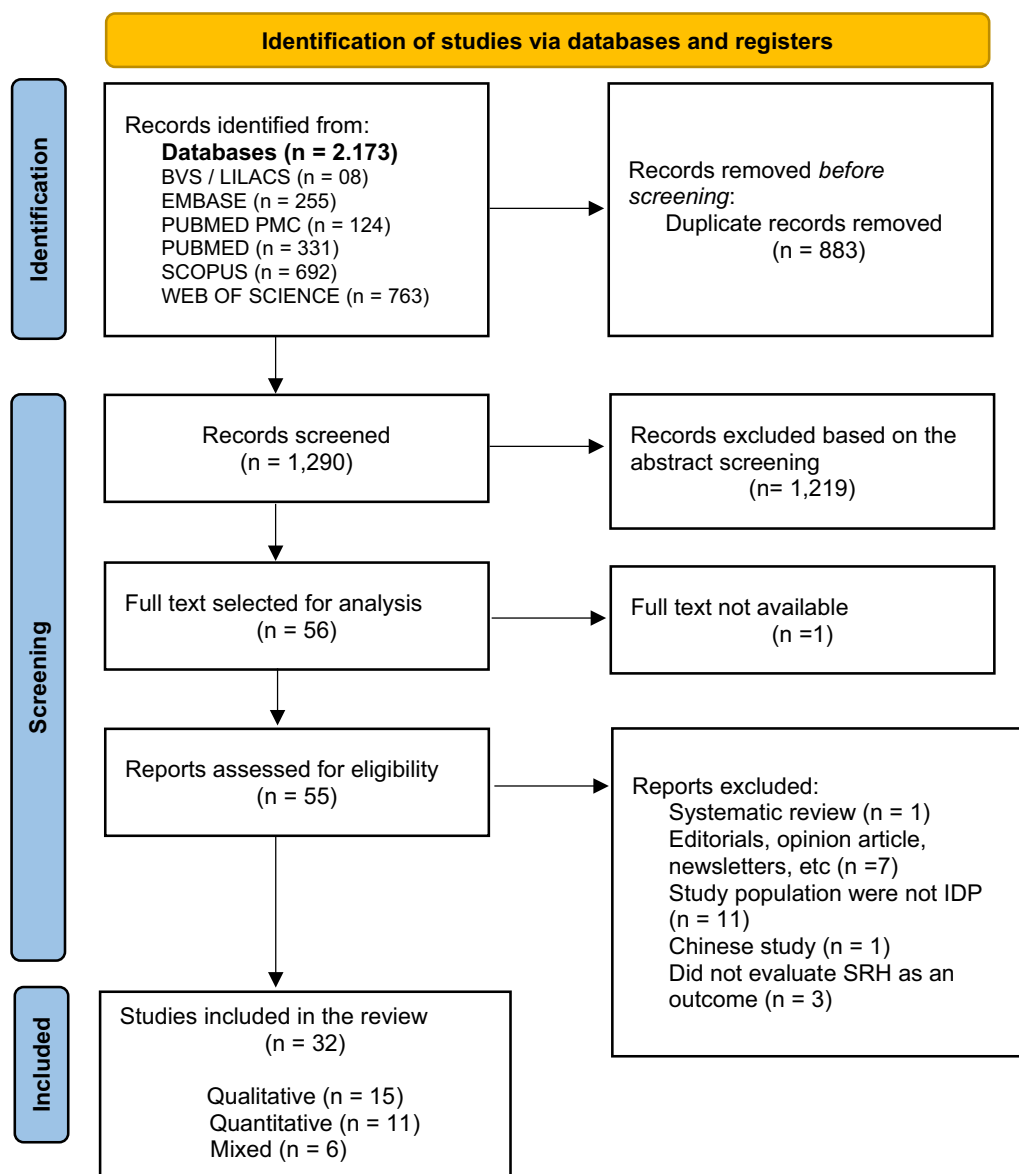 Identification of studies via databases and registers
Identification
Records identified from:
Databases (n = 2.173)
BVS / LILACS (n = 08)
EMBASE (n = 255)
PUBMED PMC (n = 124)
PUBMED (n = 331)
SCOPUS (n = 692)
WEB OF SCIENCE (n = 763)
Records removed before
screening:
Duplicate records removed
(n = 883)
Screening
Records screened
(n = 1,290)
Records excluded based on the
abstract screening
(n= 1,219)
Full text selected for analysis
(n = 56)
Full text not available
(n =1)
Reports assessed for eligibility
(n = 55)
Reports excluded:
Systematic review (n = 1)
Editorials, opinion article,
newsletters, etc (n =7)
Study population were not IDP
(n = 11)
Chinese study (n = 1)
Did not evaluate SRH as an
outcome (n = 3)
Included
Studies included in the review
(n = 32)
Qualitative (n = 15)
Quantitative (n = 11)
Mixed (n = 6)